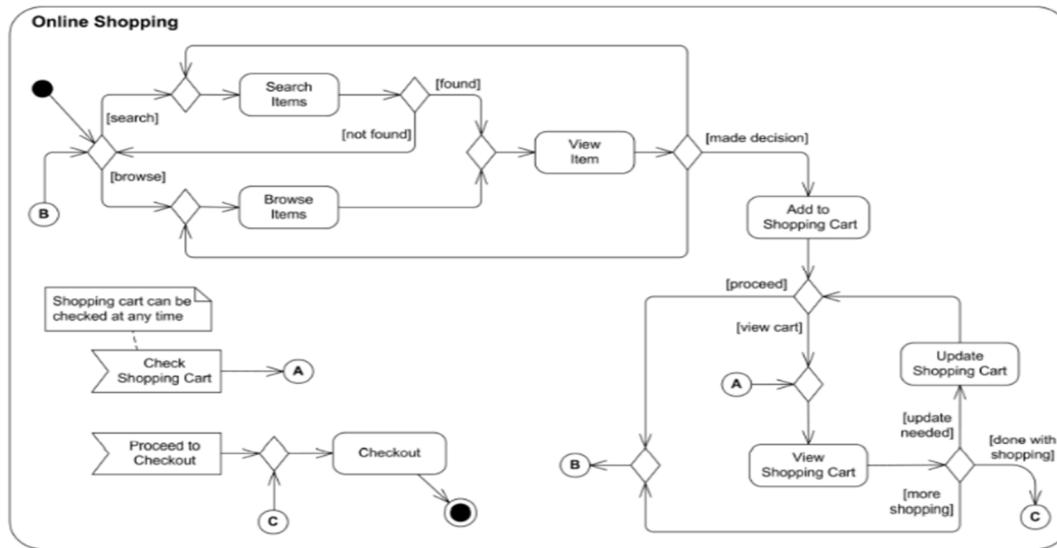 Online Shopping
Search
Items
[found]
[search]
[not found]
[made decision]
View
Item
[browse]
Browse
Items
B
Add to
Shopping Cart
Shopping cart can be
checked at any time
[proceed]
[view cart]
Check
Shopping Cart
A
A
Update
Shopping Cart
[update
needed]
[done with
shopping]
Proceed to
Checkout
Checkout
B
View
Shopping Cart
[more
shopping]
C
C